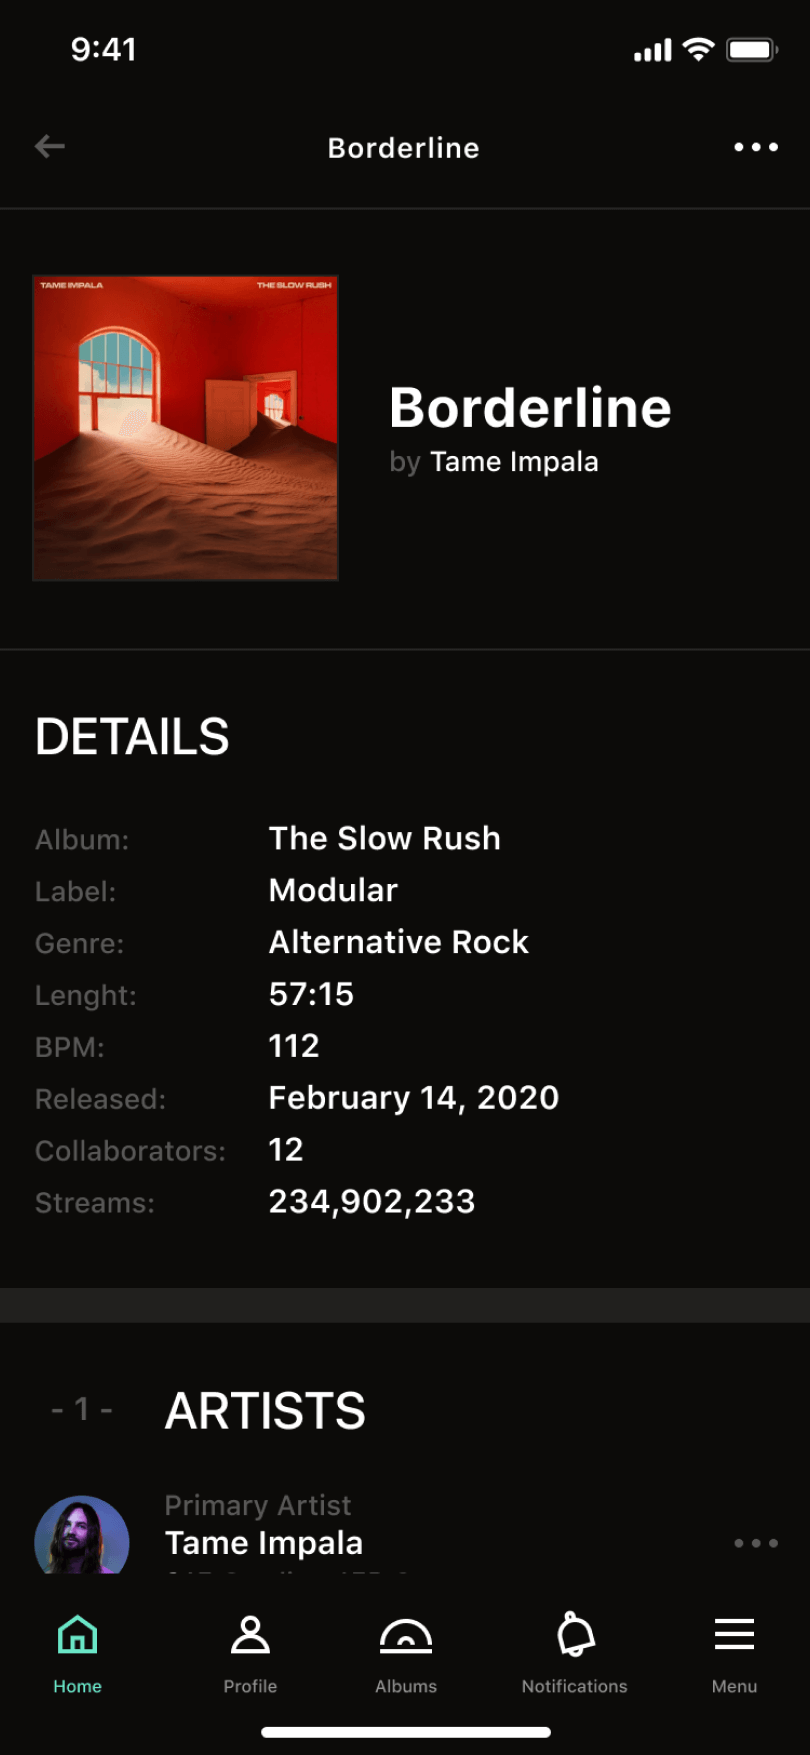 9:41
Borderline
TAME IMPALA THE SLOW RUSH
Borderline
by Tame Impala
DETAILS
Album: The Slow Rush
Label: Modular
Genre: Alternative Rock
Lenght: 57:15
BPM: 112
Released: February 14, 2020
Collaborators: 12
Streams: 234,902,233
- 1 - ARTISTS
Primary Artist
Tame Impala
Home Profile Albums Notifications Menu